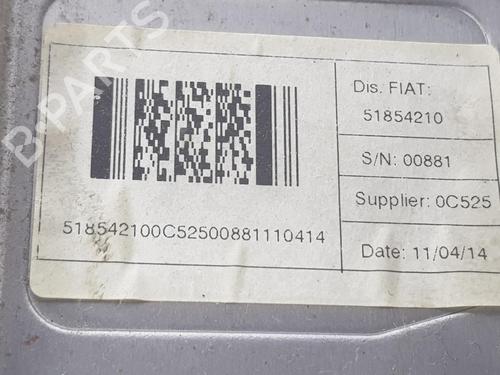 Dis. FIAT:
51854210
S/N: 00881
Supplier: 0C525
518542100C52500881110414
Date: 11/04/14
B-PARTS